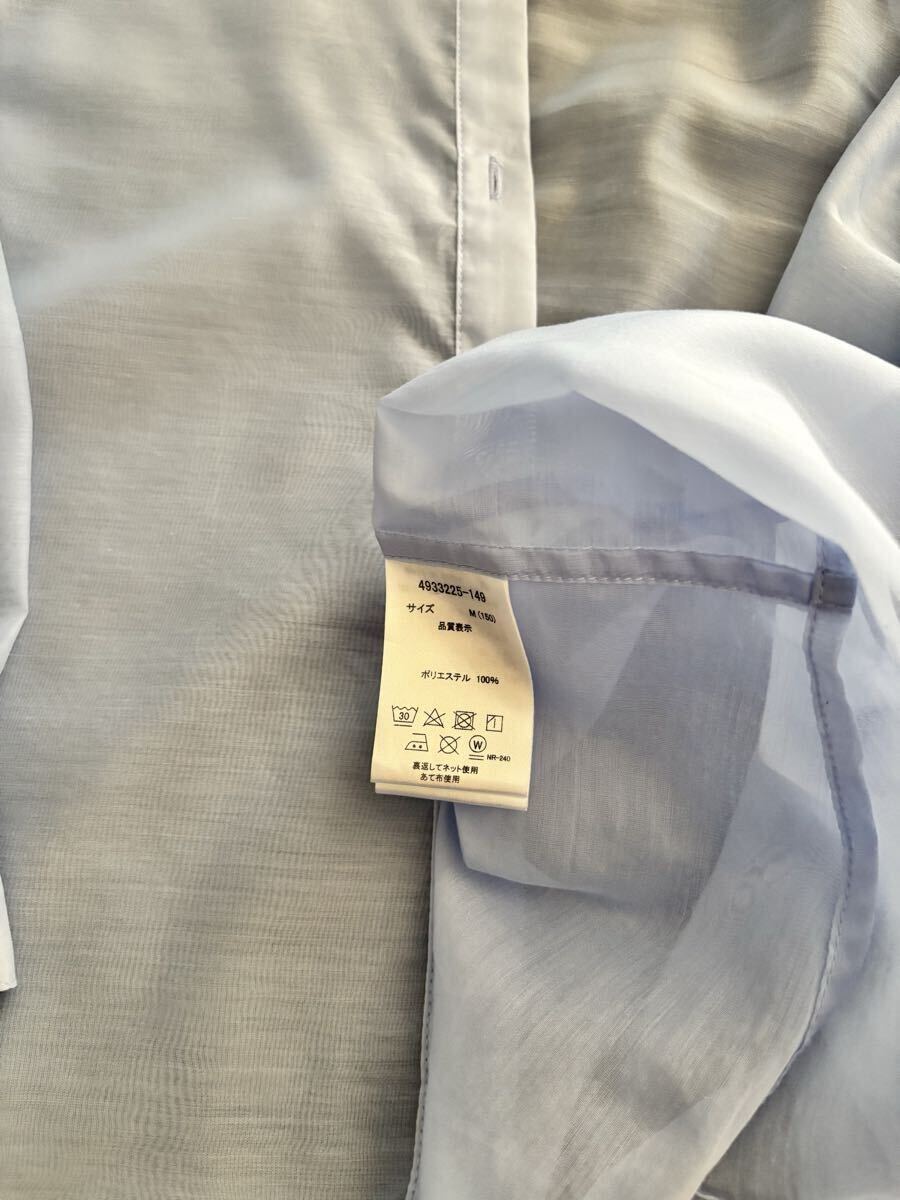 4933225-149
サイズ M(150)
品質表示
ポリエステル 100%
30
W NR-240
裏返してネット使用
あて布使用